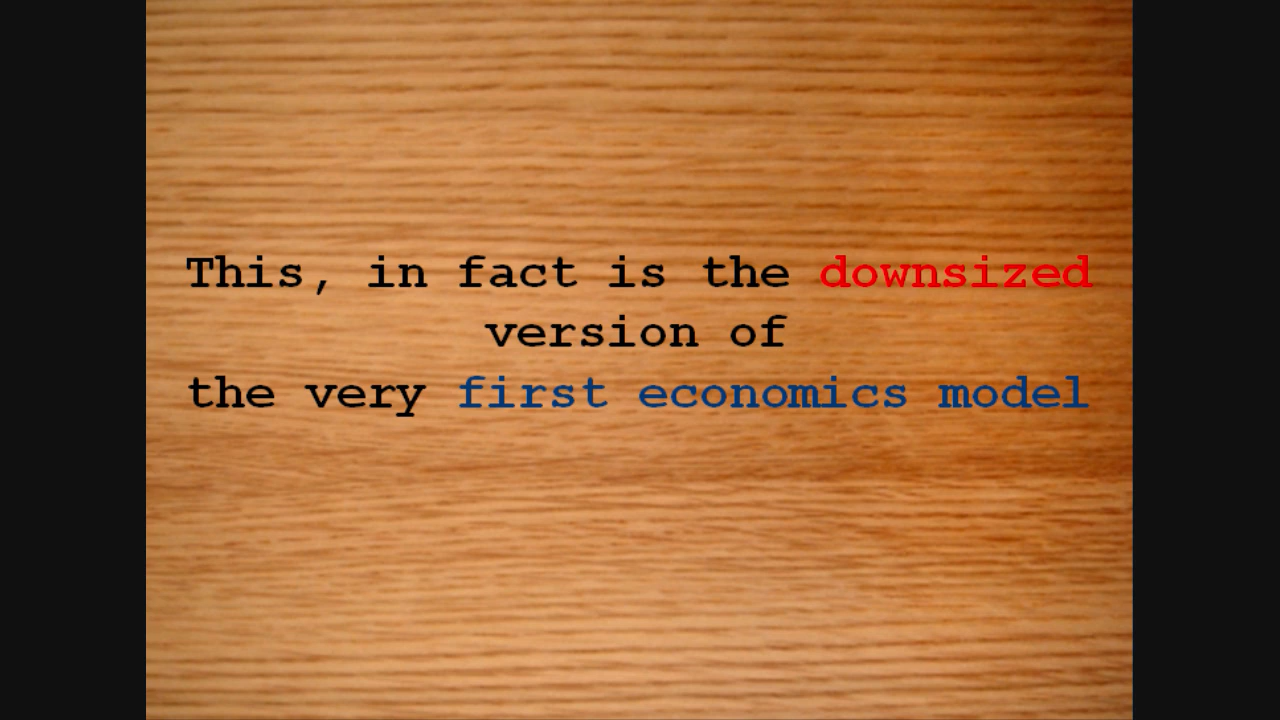 This, in fact is the downsized
version of
the very first economics model